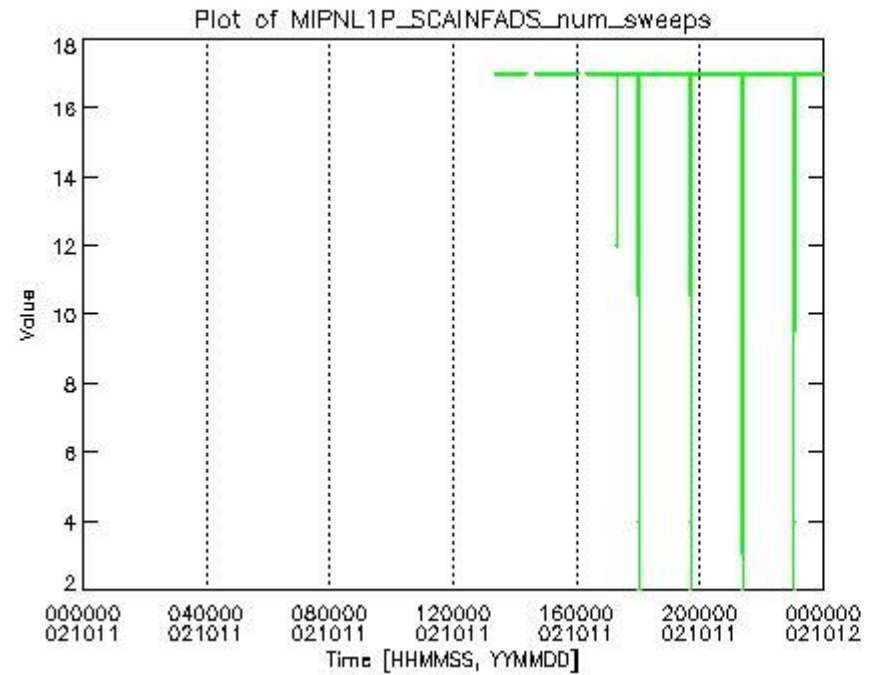 Plot of MIPNL1P_SCAINFADS_num_sweeps
18
16
14
12
10
8
6
4
2
Value
000000 040000 080000 120000 160000 200000 000000
021011 021011 021011 021011 021011 021011 021012
Time [HHMMSS, YYMMDD]